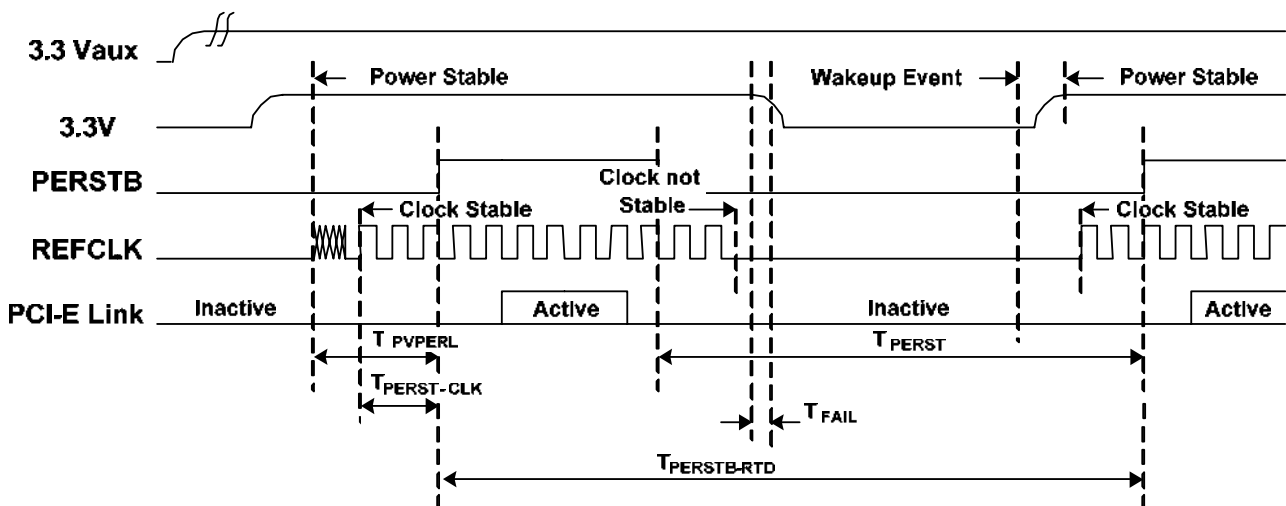 3.3 Vaux
Power Stable
Wakeup Event
Power Stable
3.3V
PERSTB
Clock not
Stable
Clock Stable
Clock Stable
REFCLK
PCI-E Link
Inactive
Active
Inactive
Active
T PVPERL
T PERST
T PERST-CLK
T FAIL
T PERSTB-RTD